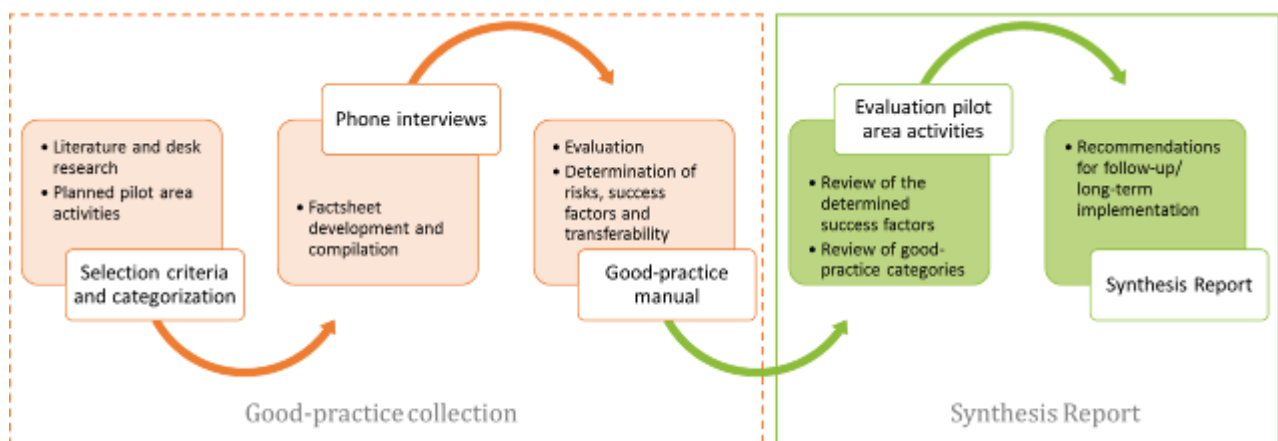 • Literature and desk
research
• Planned pilot area
activities
Selection criteria
and categorization
Phone interviews
• Factsheet
development and
compilation
• Evaluation
• Determination of
risks, success
factors and
transferability
Good-practice
manual
Good-practice collection
Evaluation pilot
area activities
• Review of the
determined
success factors
• Review of good-
practice categories
• Recommendations
for follow-up/
long-term
implementation
Synthesis Report
Synthesis Report